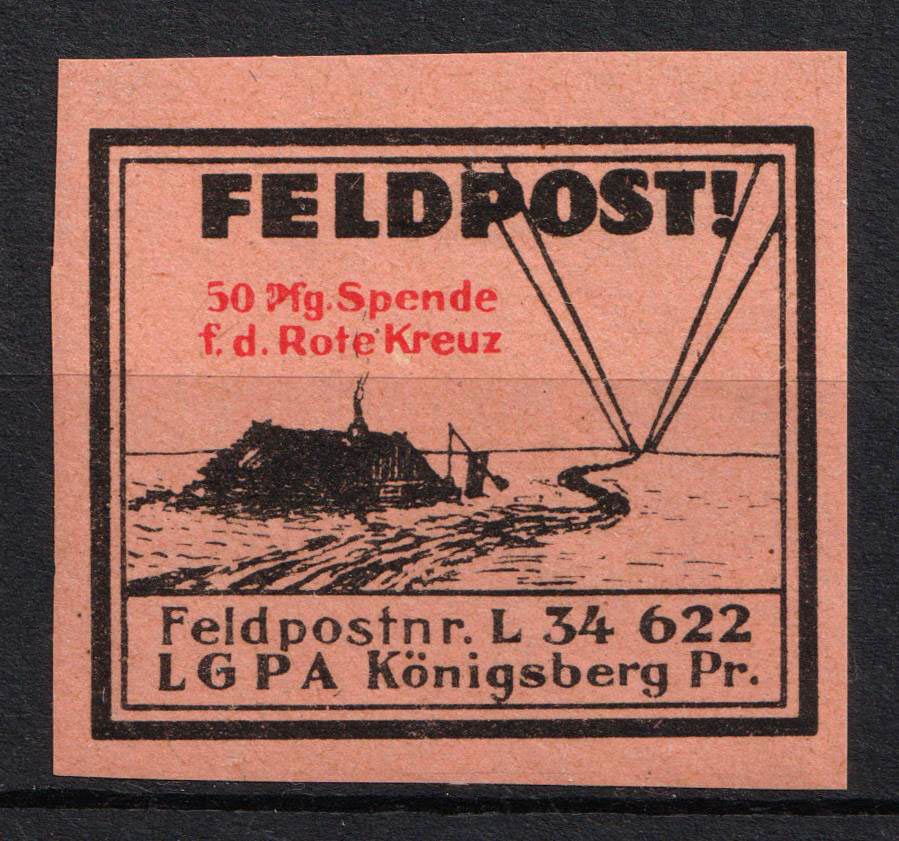 FELDPOST!
50 Pfg. Spende
f. d. Rote Kreuz
Feldpostnr. L 34 622
LGPA Königsberg Pr.